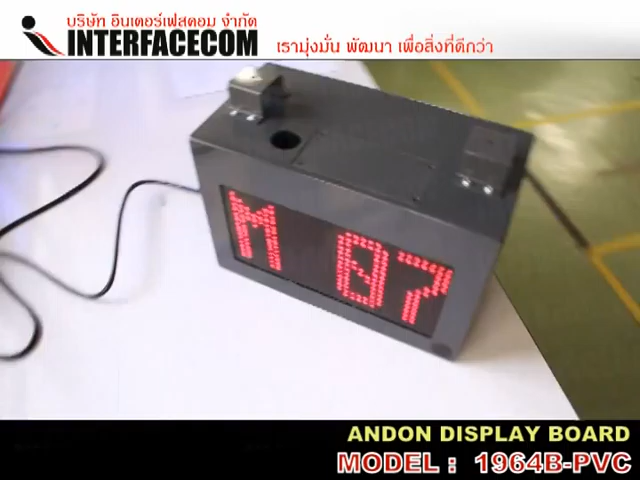 บริษัท อินเตอร์เฟสคอม จำกัด
INTERFACECOM
เรามุ่งมั่น พัฒนา เพื่อสิ่งที่ดีกว่า
M 07
ANDON DISPLAY BOARD
MODEL : 1964B-PVC